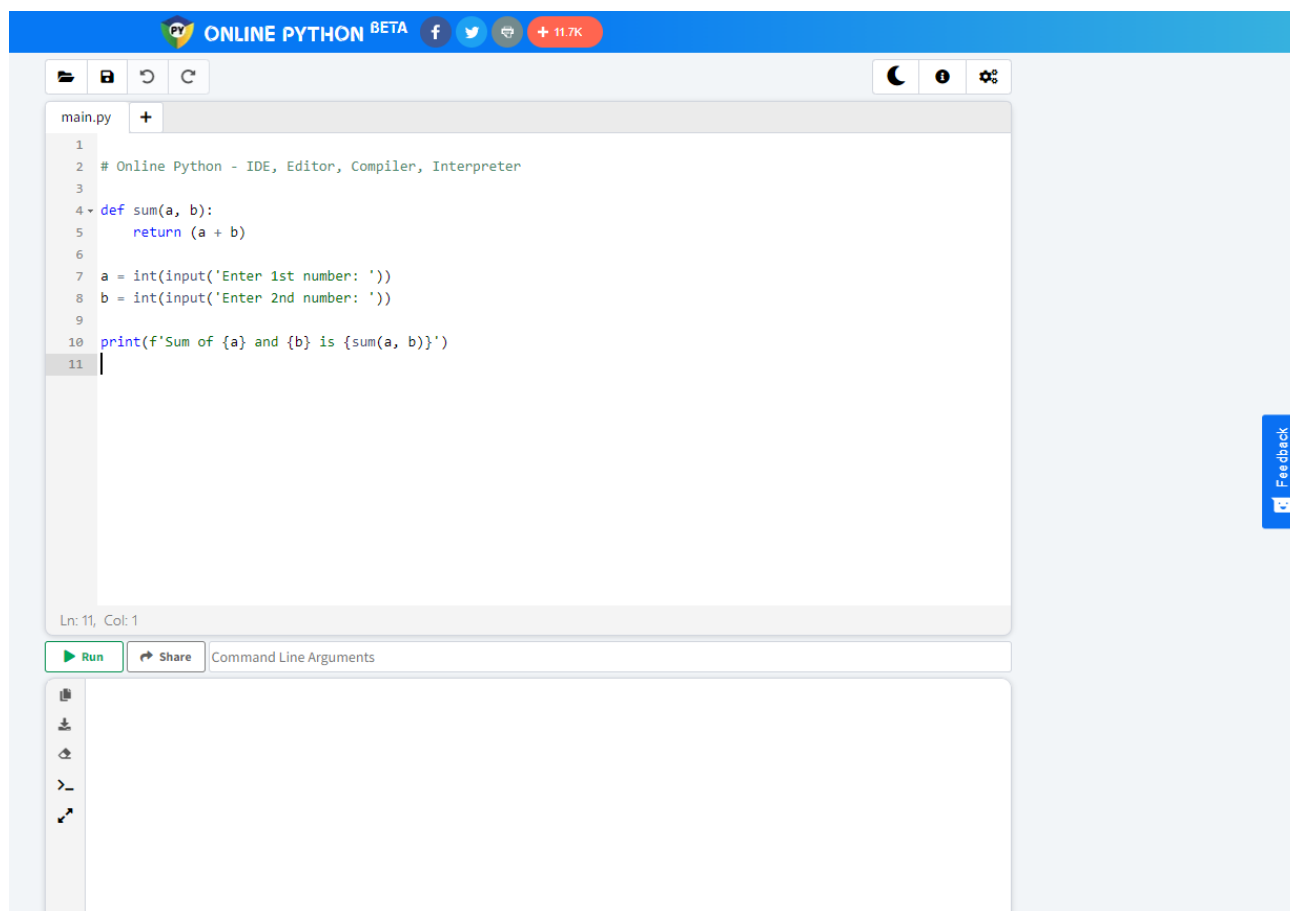 PY ONLINE PYTHON BETA f + 11.7K
main.py +
1
2 # Online Python - IDE, Editor, Compiler, Interpreter
3
4 def sum(a, b):
5     return (a + b)
6
7 a = int(input('Enter 1st number: '))
8 b = int(input('Enter 2nd number: '))
9
10 print(f'Sum of {a} and {b} is {sum(a, b)}')
11
Feedback
Ln: 11, Col: 1
Run Share Command Line Arguments